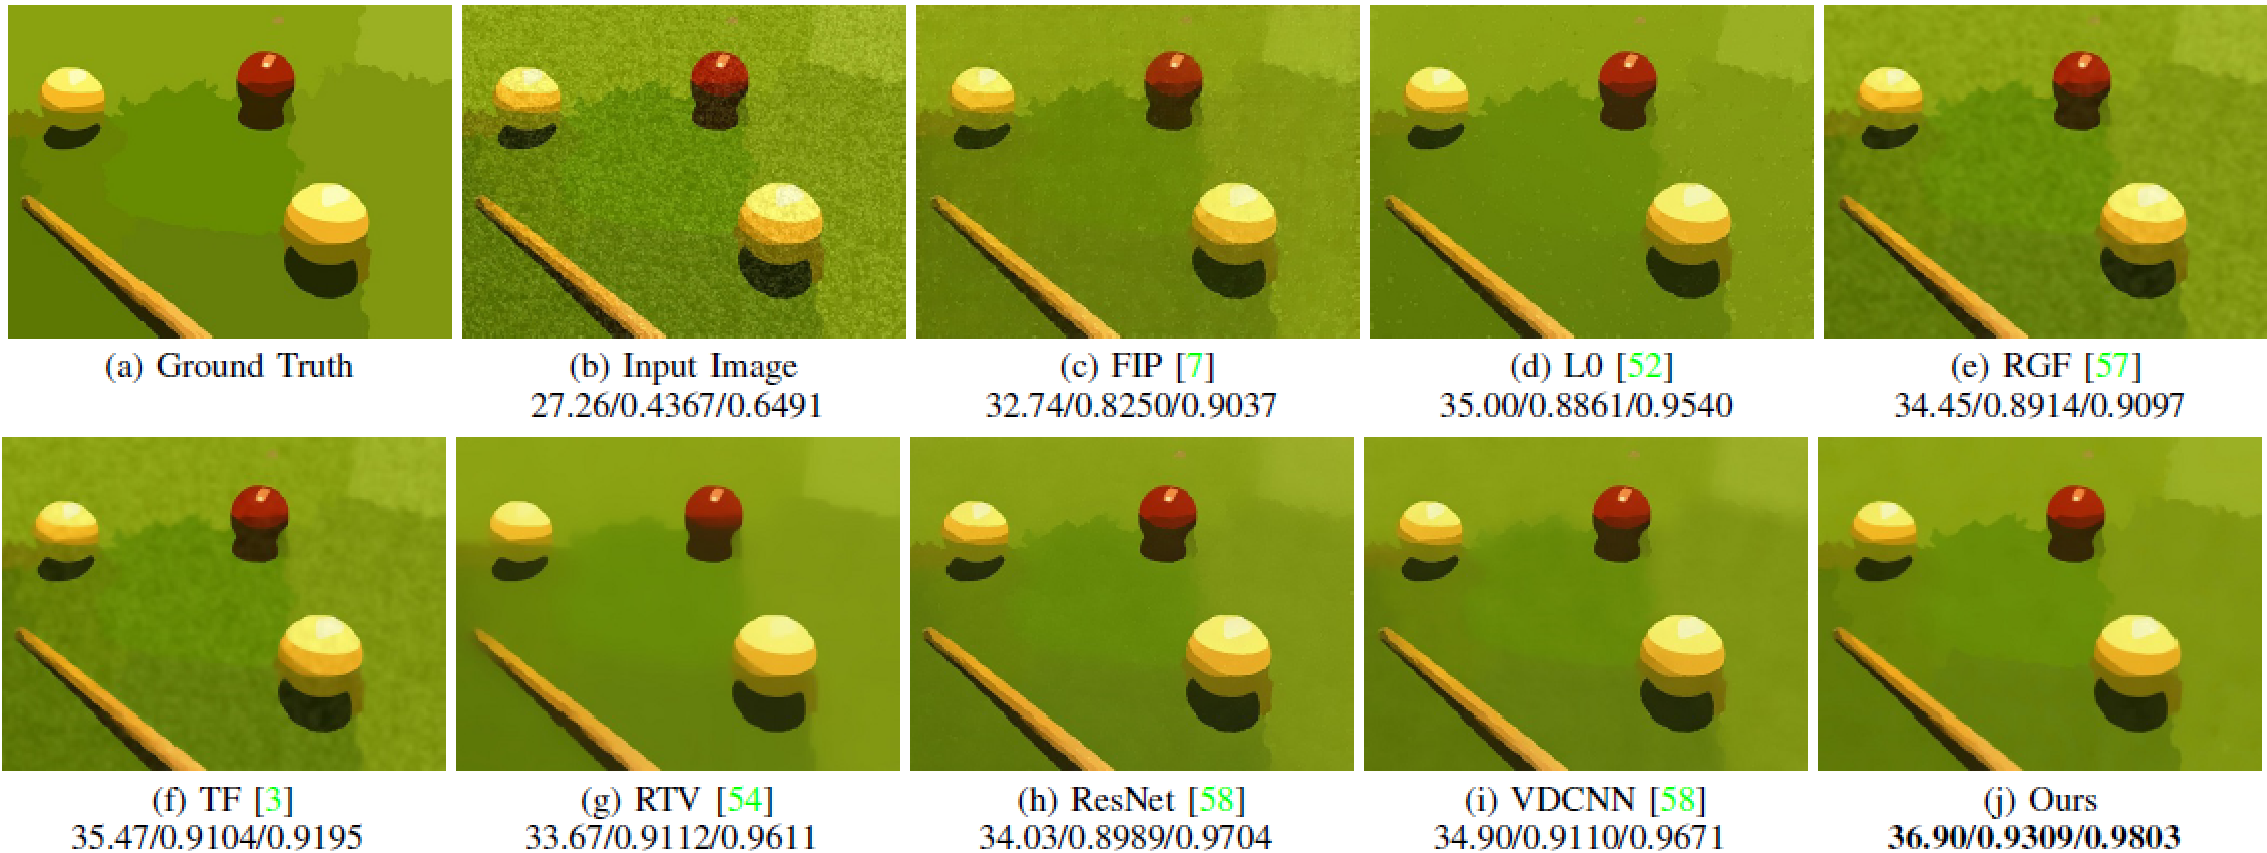 (a) Ground Truth
(b) Input Image
27.26/0.4367/0.6491
(c) FIP [7]
32.74/0.8250/0.9037
(d) L0 [52]
35.00/0.8861/0.9540
(e) RGF [57]
34.45/0.8914/0.9097
(f) TF [3]
35.47/0.9104/0.9195
(g) RTV [54]
33.67/0.9112/0.9611
(h) ResNet [58]
34.03/0.8989/0.9704
(i) VDCNN [58]
34.90/0.9110/0.9671
(j) Ours
36.90/0.9309/0.9803